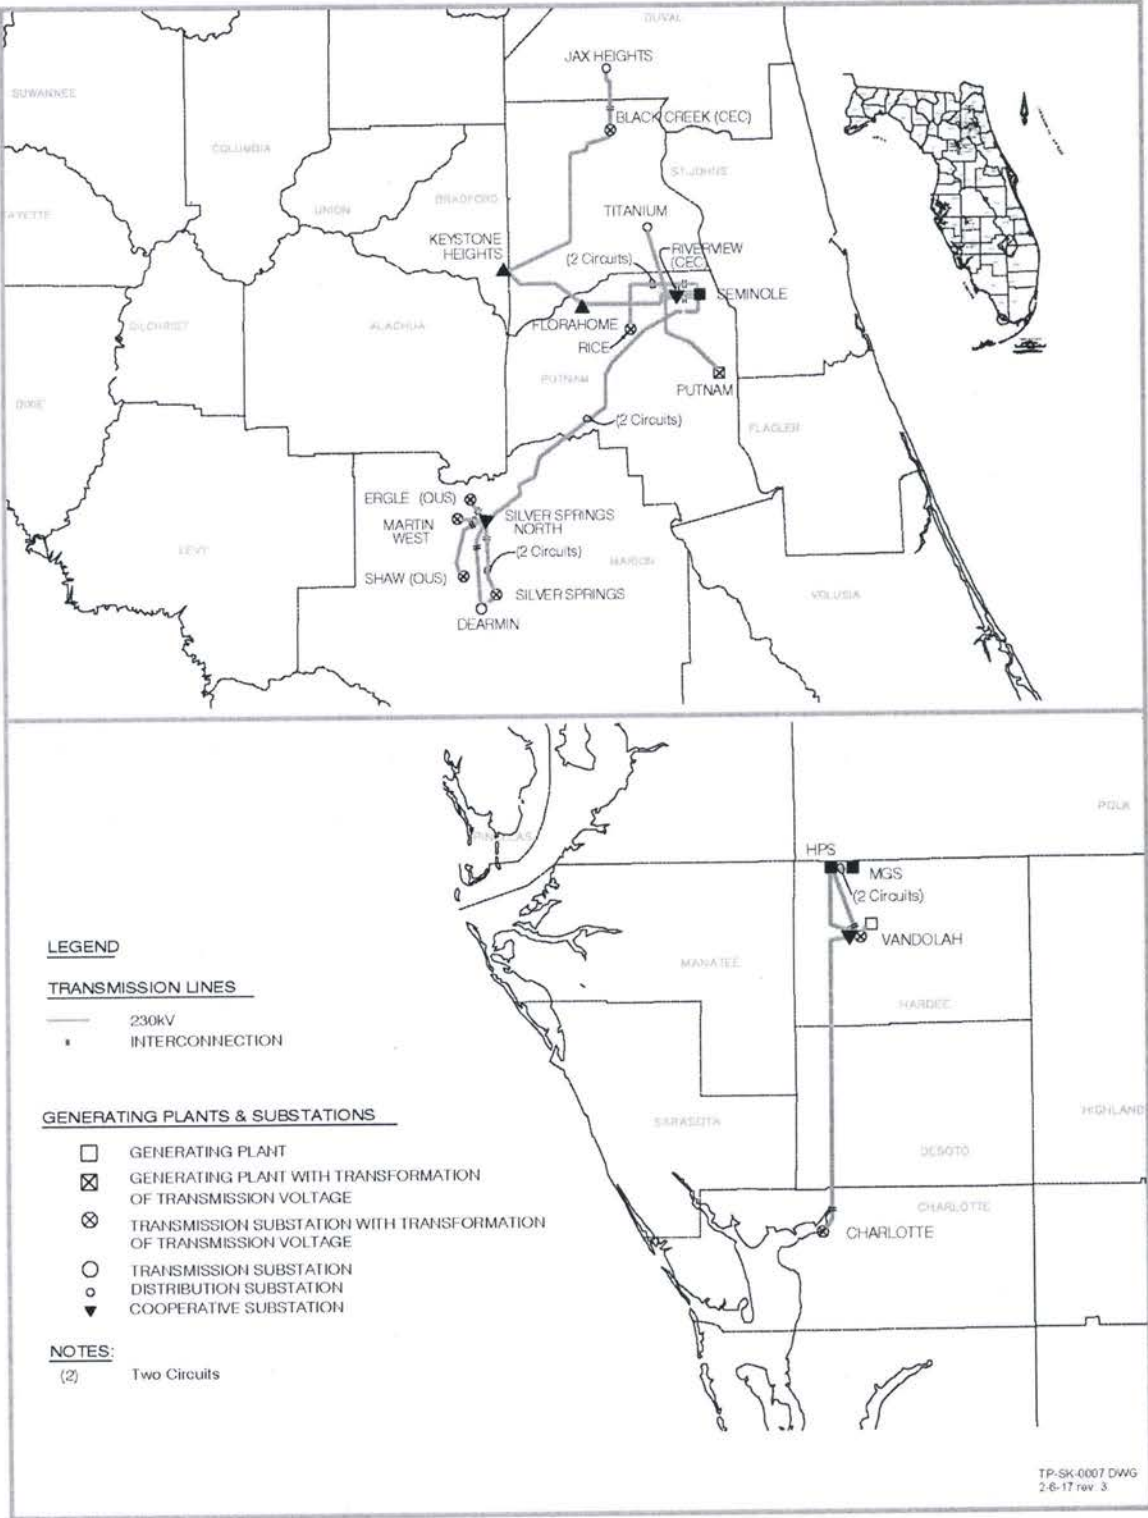 DUVAL
JAX HEIGHTS
SUWANNEE
BLACK CREEK (CEC)
COLUMBIA
ST.JOHNS
BRADFORD
UNION
TITANIUM
KEYSTONE
HEIGHTS
(2 Circuits)
RIVERVIEW
(CEC)
SEMINOLE
GILCHRIST
ALACHUA
FLORAHOME
RICE
PUTNAM
PUTNAM
DIXIE
(2 Circuits)
FLAGLER
ERGLE (OUS)
MARTIN
WEST
SILVER SPRINGS
NORTH
LEVY
(2 Circuits)
MARION
SHAW (OUS)
SILVER SPRINGS
VOLUSIA
DEARMIN
POLK
PINELLAS
HPS
MGS
(2 Circuits)
VANDOLAH
MANATEE
HARDEE
LEGEND
TRANSMISSION LINES
230kV
INTERCONNECTION
HIGHLAND
SARASOTA
DESOTO
GENERATING PLANTS & SUBSTATIONS
GENERATING PLANT
GENERATING PLANT WITH TRANSFORMATION
OF TRANSMISSION VOLTAGE
CHARLOTTE
TRANSMISSION SUBSTATION WITH TRANSFORMATION
OF TRANSMISSION VOLTAGE
CHARLOTTE
TRANSMISSION SUBSTATION
DISTRIBUTION SUBSTATION
COOPERATIVE SUBSTATION
NOTES:
(2) Two Circuits
TP-SK-0007 DWG
2-6-17 rev. 3